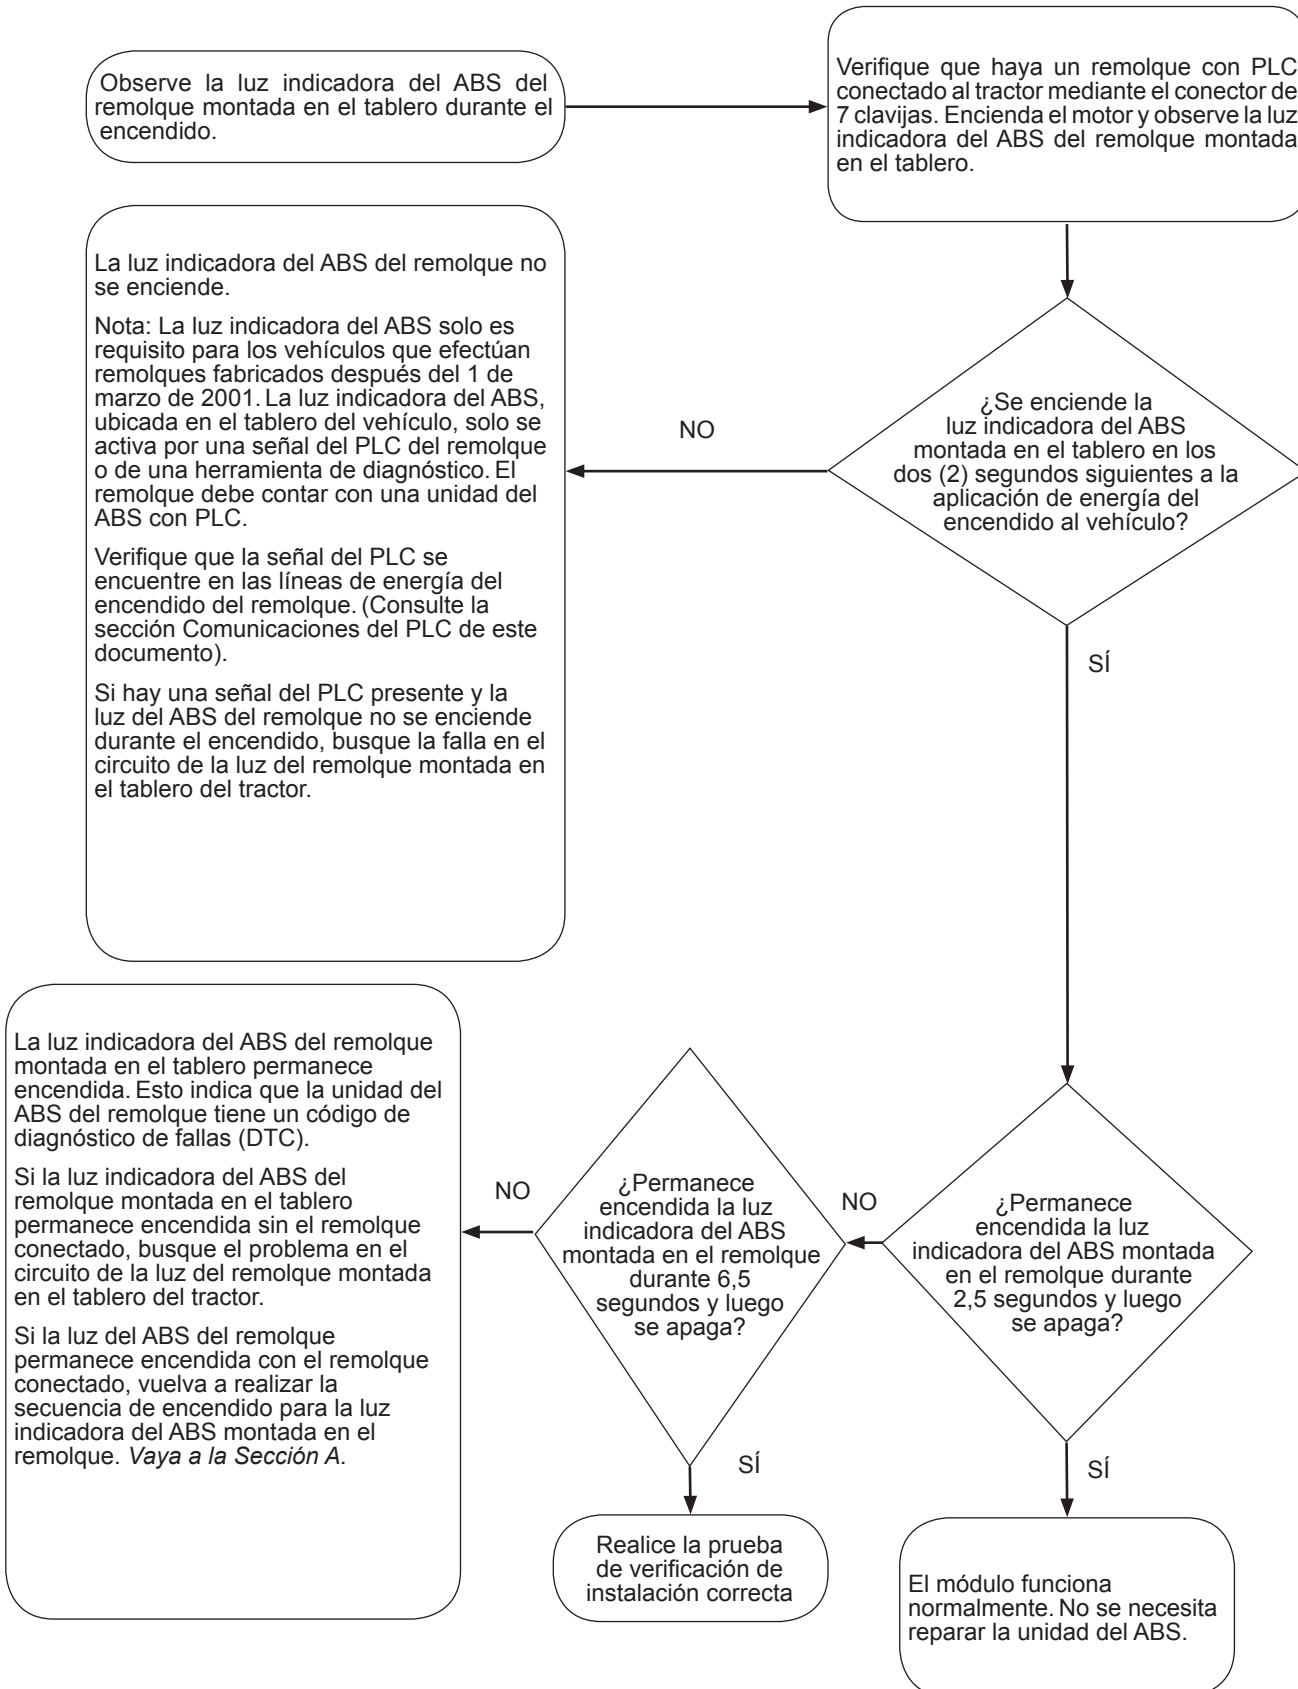 Observe la luz indicadora del ABS del
remolque montada en el tablero durante el
encendido.
Verifique que haya un remolque con PLC
conectado al tractor mediante el conector de
7 clavijas. Encienda el motor y observe la luz
indicadora del ABS del remolque montada
en el tablero.
La luz indicadora del ABS del remolque no
se enciende.
Nota: La luz indicadora del ABS solo es
requisito para los vehículos que efectúan
remolques fabricados después del 1 de
marzo de 2001. La luz indicadora del ABS,
ubicada en el tablero del vehículo, solo se
activa por una señal del PLC del remolque
o de una herramienta de diagnóstico. El
remolque debe contar con una unidad del
ABS con PLC.
Verifique que la señal del PLC se
encuentre en las líneas de energía del
encendido del remolque. (Consulte la
sección Comunicaciones del PLC de este
documento).
Si hay una señal del PLC presente y la
luz del ABS del remolque no se enciende
durante el encendido, busque la falla en el
circuito de la luz del remolque montada en
el tablero del tractor.
NO
¿Se enciende la
luz indicadora del ABS
montada en el tablero en los
dos (2) segundos siguientes a la
aplicación de energía del
encendido al vehículo?
SÍ
La luz indicadora del ABS del remolque
montada en el tablero permanece
encendida. Esto indica que la unidad del
ABS del remolque tiene un código de
diagnóstico de fallas (DTC).
Si la luz indicadora del ABS del
remolque montada en el tablero
permanece encendida sin el remolque
conectado, busque el problema en el
circuito de la luz del remolque montada
en el tablero del tractor.
Si la luz del ABS del remolque
permanece encendida con el remolque
conectado, vuelva a realizar la
secuencia de encendido para la luz
indicadora del ABS montada en el
remolque. Vaya a la Sección A.
NO
¿Permanece
encendida la luz
indicadora del ABS
montada en el remolque
durante 6,5
segundos y luego
se apaga?
NO
¿Permanece
encendida la luz
indicadora del ABS montada
en el remolque durante
2,5 segundos y luego
se apaga?
SÍ
SÍ
Realice la prueba
de verificación de
instalación correcta
El módulo funciona
normalmente. No se necesita
reparar la unidad del ABS.